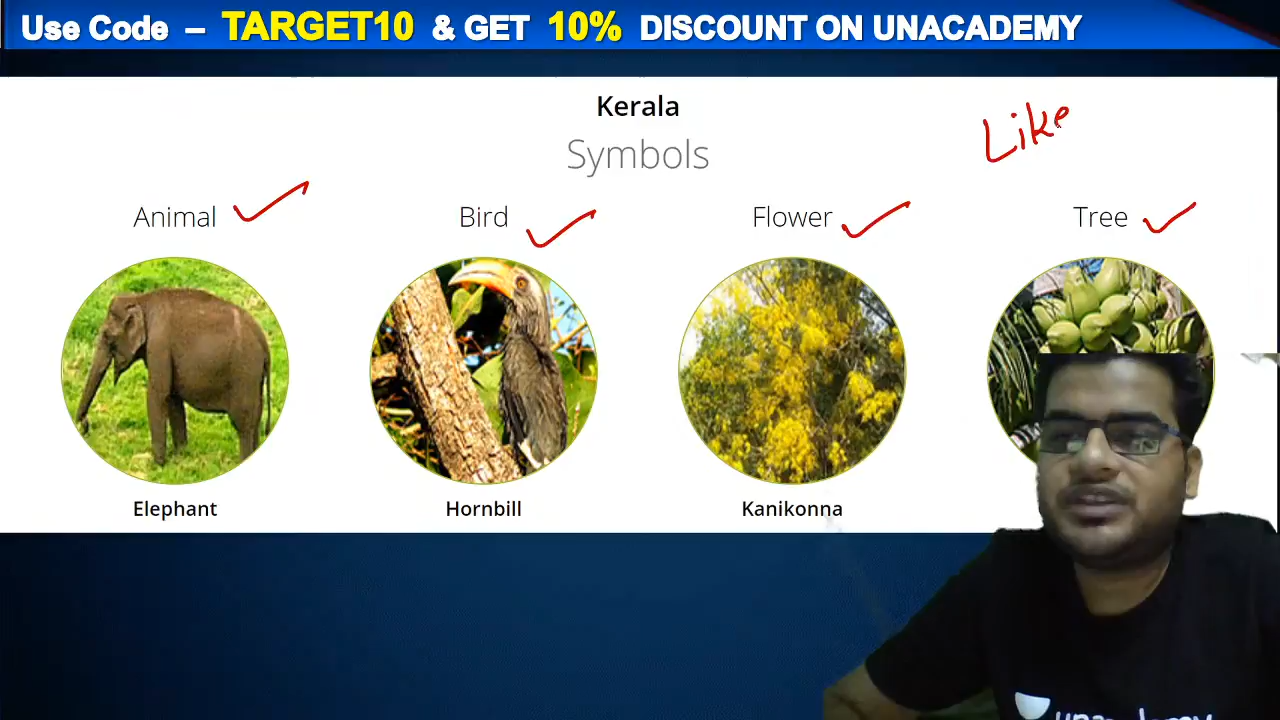 Use Code – TARGET10 & GET 10% DISCOUNT ON UNACADEMY
Kerala
Symbols
Like
Animal
Bird
Flower
Tree
Elephant
Hornbill
Kanikonna